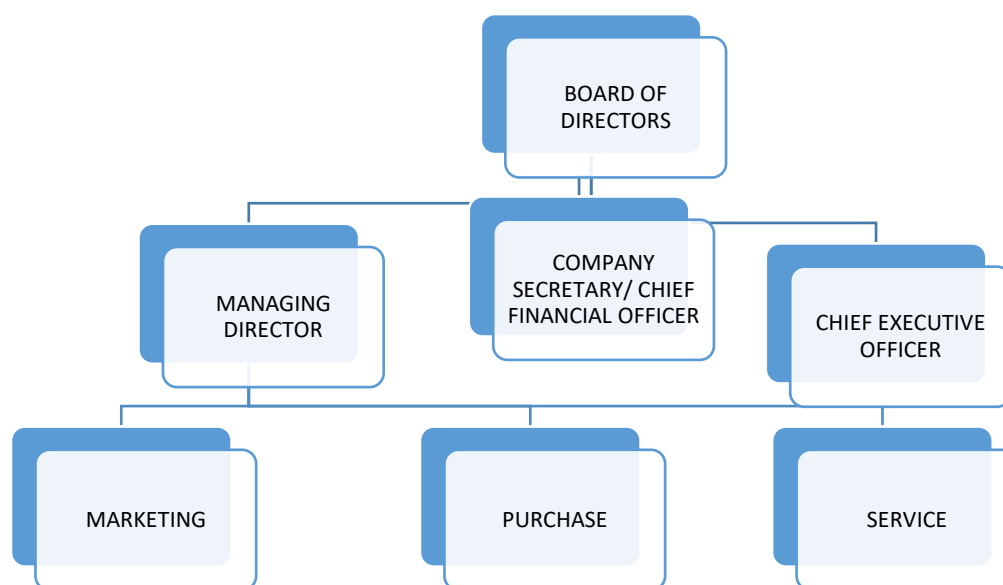 BOARD OF
DIRECTORS
COMPANY
SECRETARY/ CHIEF
FINANCIAL OFFICER
MANAGING
DIRECTOR
CHIEF EXECUTIVE
OFFICER
MARKETING
PURCHASE
SERVICE